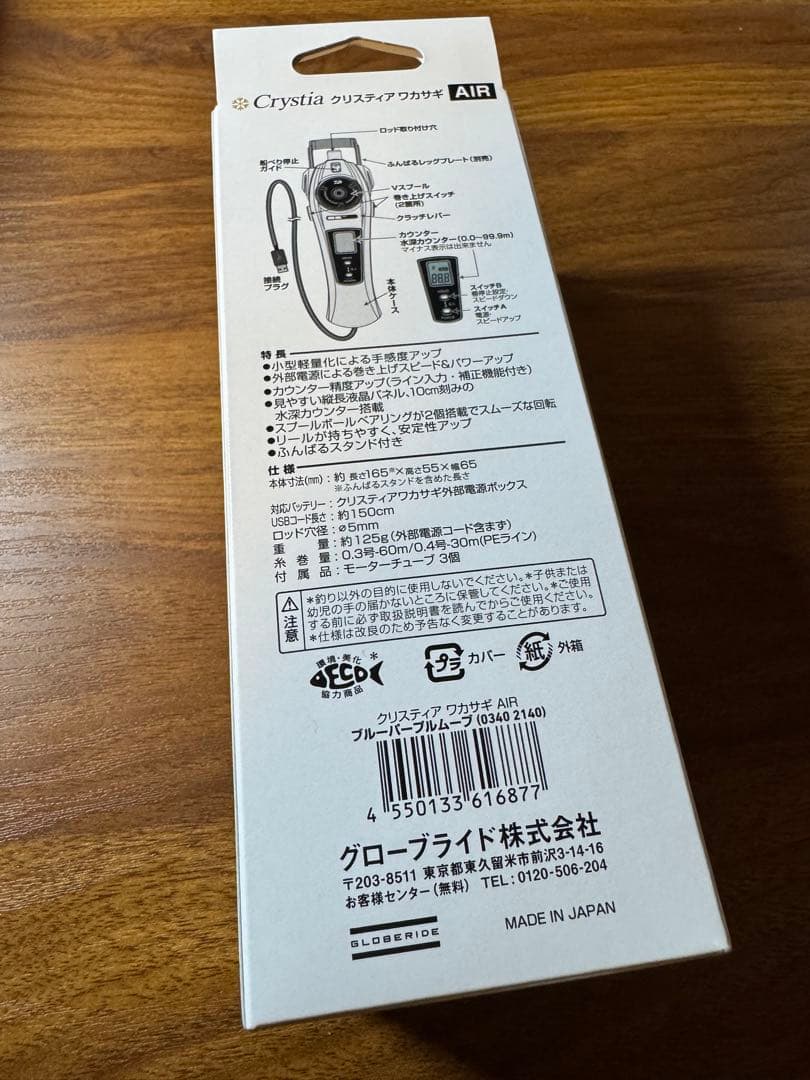 Crystia クリスティア ワカサギ AIR
ロッド取り付け穴
船べり停止
ガイド
ふんばるレッグプレート(別売)
Vスプール
巻き上げスイッチ
(2箇所)
クラッチレバー
カウンター
水深カウンター(0.0〜99.9m)
マイナス表示は出来ません
接続
プラグ
本体ケース
スイッチB
棚停止設定・
スピードダウン
スイッチA
電源・
スピードアップ
特長
●小型軽量化による手感度アップ
●外部電源による巻き上げスピード&パワーアップ
●カウンター精度アップ(ライン入力・補正機能付き)
●見やすい縦長液晶パネル、10cm刻みの
水深カウンター搭載
●スプールボールベアリングが2個搭載でスムーズな回転
●リールが持ちやすく、安定性アップ
●ふんばるスタンド付き
仕様
本体寸法(mm):約 長さ165※×高さ55×幅65
※ふんばるスタンドを含めた長さ
対応バッテリー:クリスティアワカサギ外部電源ボックス
USBコード長さ:約150cm
ロッド穴径:ø5mm
重量:約125g(外部電源コード含まず)
糸巻量:0.3号-60m/0.4号-30m(PEライン)
付属品:モーターチューブ 3個
注意
*釣り以外の目的に使用しないでください。*子供または
幼児の手の届かないところに保管してください。*ご使用
する前に必ず取扱説明書を読んでからご使用ください。
*仕様は改良のため予告なく変更することがあります。
環境・美化
ECO
協力商品
*
プラ カバー
紙 外箱
クリスティア ワカサギ AIR
ブルーパープルムーブ(0340 2140)
4 550133 616877
グローブライド株式会社
〒203-8511 東京都東久留米市前沢3-14-16
お客様センター(無料) TEL:0120-506-204
GLOBERIDE
MADE IN JAPAN